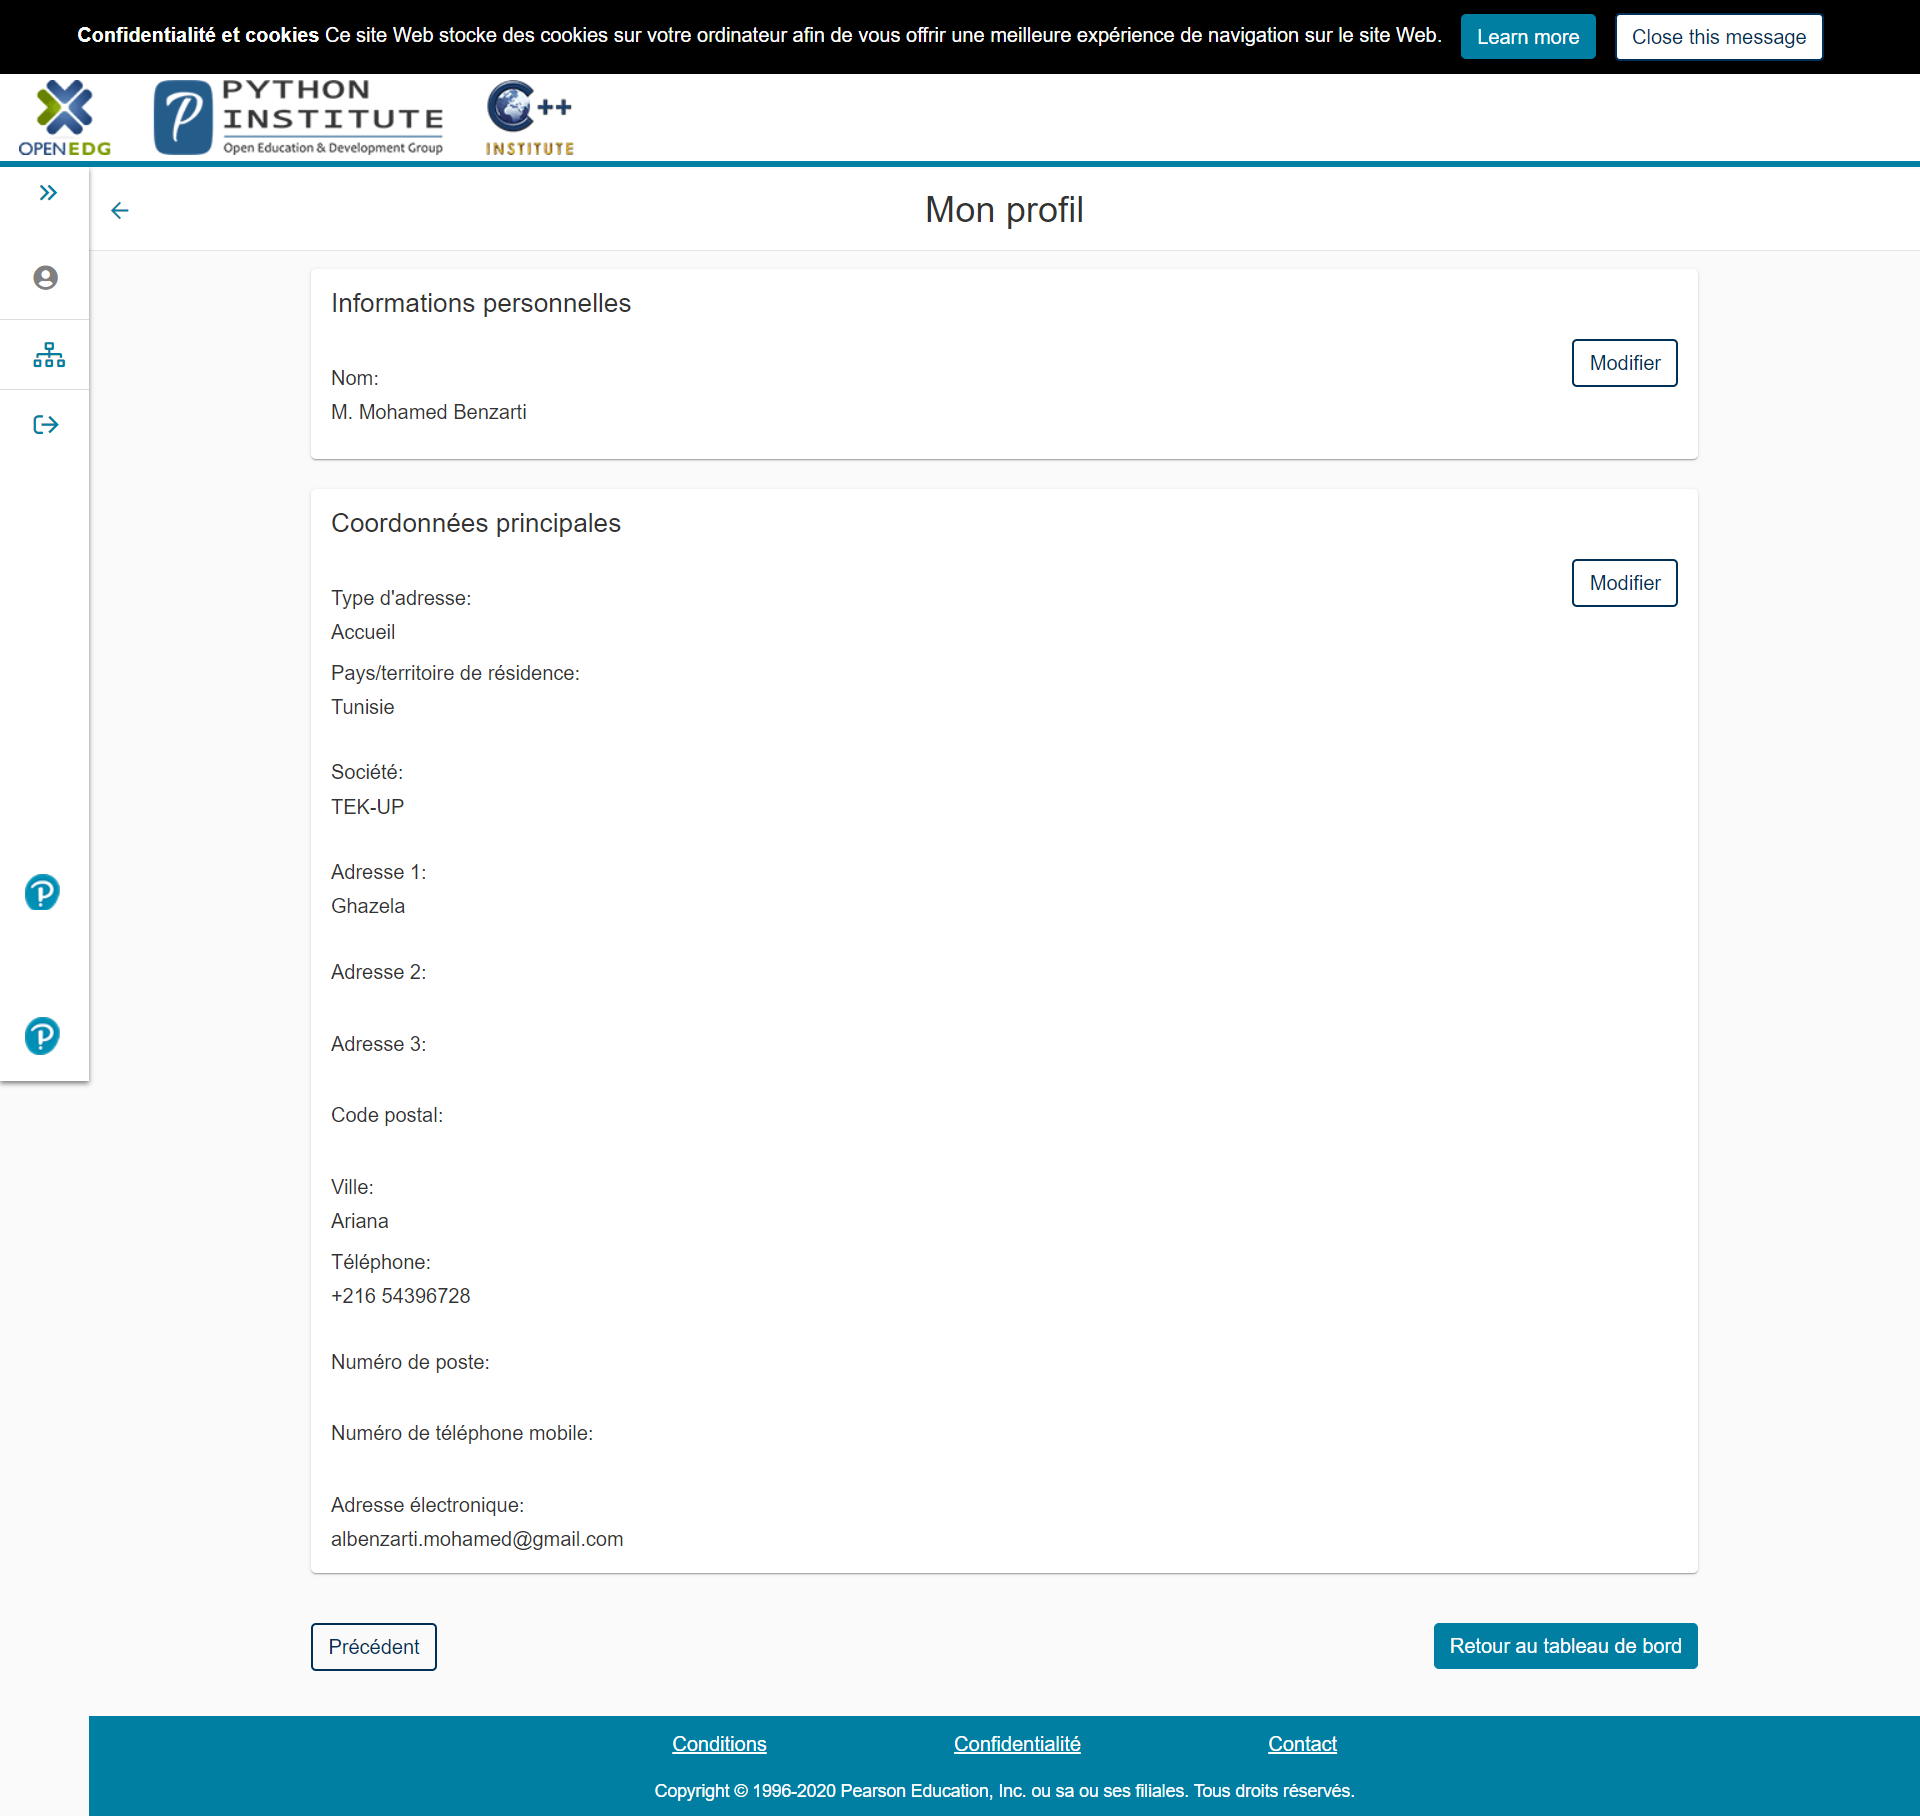 Confidentialité et cookies Ce site Web stocke des cookies sur votre ordinateur afin de vous offrir une meilleure expérience de navigation sur le site Web. Learn more Close this message
OPENEDG
PYTHON
INSTITUTE
Open Education & Development Group
++
INSTITUTE
Mon profil
Informations personnelles
Modifier
Nom:
M. Mohamed Benzarti
Coordonnées principales
Modifier
Type d'adresse:
Accueil
Pays/territoire de résidence:
Tunisie
Société:
TEK-UP
Adresse 1:
Ghazela
Adresse 2:
Adresse 3:
Code postal:
Ville:
Ariana
Téléphone:
+216 54396728
Numéro de poste:
Numéro de téléphone mobile:
Adresse électronique:
albenzarti.mohamed@gmail.com
Précédent Retour au tableau de bord
Conditions Confidentialité Contact
Copyright © 1996-2020 Pearson Education, Inc. ou sa ou ses filiales. Tous droits réservés.